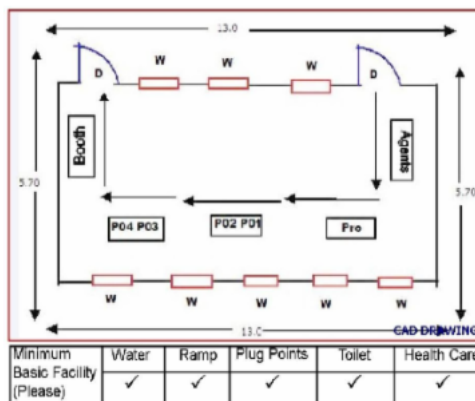 13.0
W W W
D D
Booth
Agents
5.70
5.70
P04 P03
P02 P01
Pro
W W W W W
13.0
CAD DRAWING
Minimum Basic Facility (Please) Water Ramp Plug Points Toilet Health Care
✓ ✓ ✓ ✓ ✓